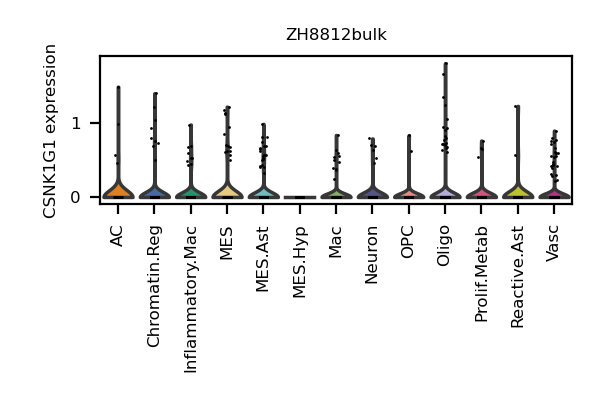 ZH8812bulk
CSNK1G1 expression
1
0
AC
Chromatin.Reg
Inflammatory.Mac
MES
MES.Ast
MES.Hyp
Mac
Neuron
OPC
Oligo
Prolif.Metab
Reactive.Ast
Vasc